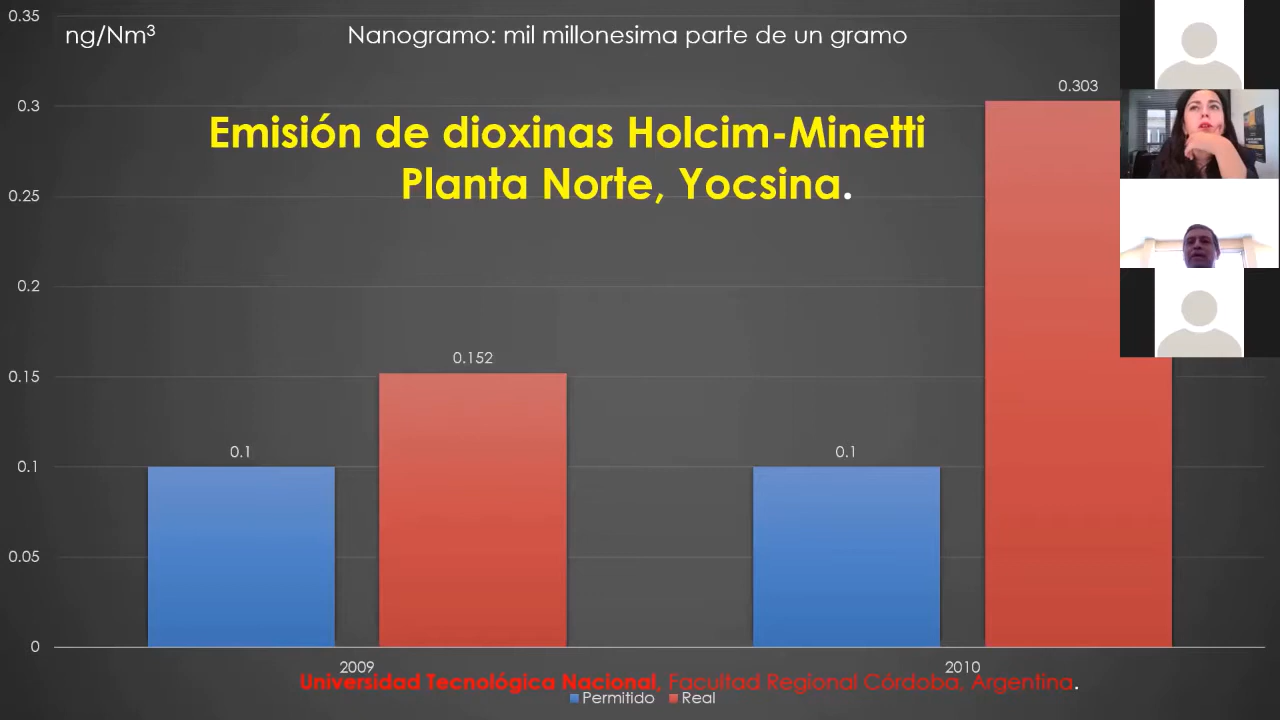 0.35
ng/Nm³
Nanogramo: mil millonesima parte de un gramo
0.303
0.3
Emisión de dioxinas Holcim-Minetti
Planta Norte, Yocsina.
0.25
0.2
0.152
0.15
0.1
0.1
0.1
0.05
0
2009
2010
Universidad Tecnológica Nacional, Facultad Regional Córdoba, Argentina.
Permitido
Real